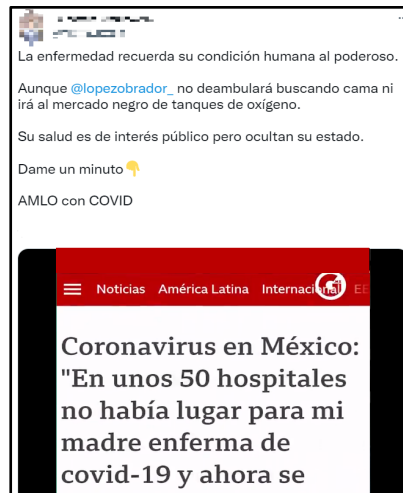 La enfermedad recuerda su condición humana al poderoso.
Aunque @lopezobrador_ no deambulará buscando cama ni
irá al mercado negro de tanques de oxígeno.
Su salud es de interés público pero ocultan su estado.
Dame un minuto👇
AMLO con COVID
Noticias América Latina
Coronavirus en México:
"En unos 50 hospitales
no había lugar para mi
madre enferma de
covid-19 y ahora se